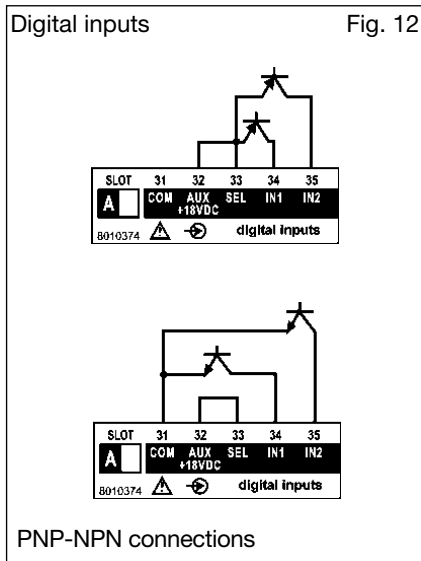 Digital inputs Fig. 12
SLOT 31 32 33 34 35
A COM AUX +18VDC SEL IN1 IN2
8010374 digital inputs
SLOT 31 32 33 34 35
A COM AUX +18VDC SEL IN1 IN2
8010374 digital inputs
PNP-NPN connections